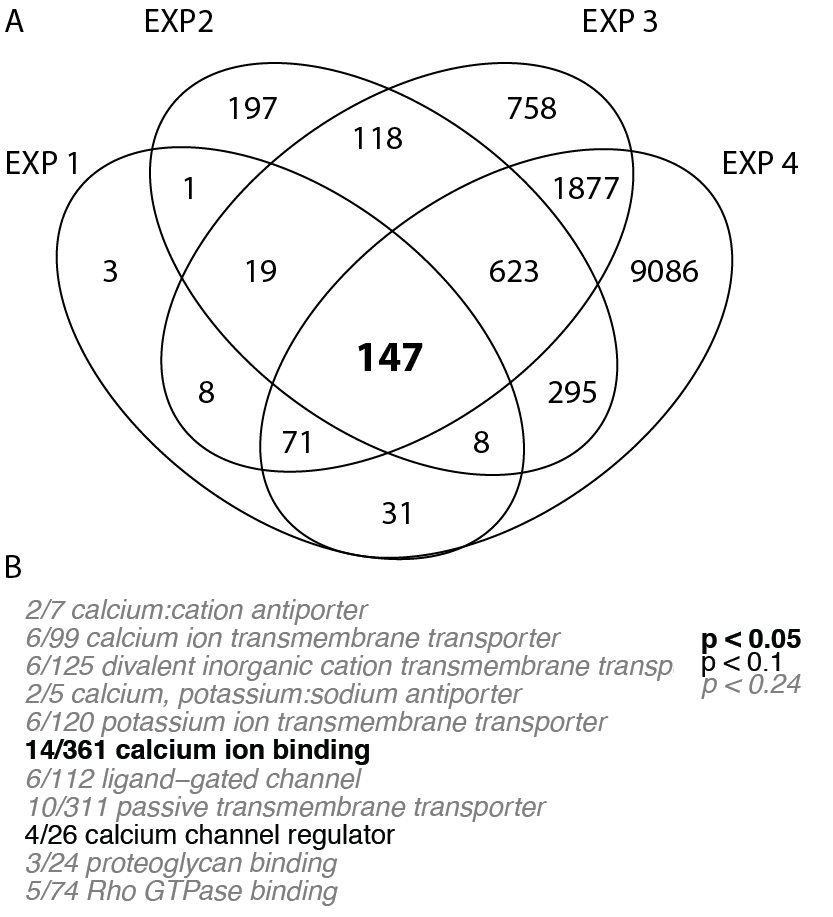 A
EXP2
EXP 3
EXP 1
EXP 4
197
118
758
1
1877
3
19
623
9086
147
8
295
71
8
31
B
2/7 calcium:cation antiporter
6/99 calcium ion transmembrane transporter
p < 0.05
6/125 divalent inorganic cation transmembrane transp
p < 0.1
2/5 calcium, potassium:sodium antiporter
p < 0.24
6/120 potassium ion transmembrane transporter
14/361 calcium ion binding
6/112 ligand−gated channel
10/311 passive transmembrane transporter
4/26 calcium channel regulator
3/24 proteoglycan binding
5/74 Rho GTPase binding